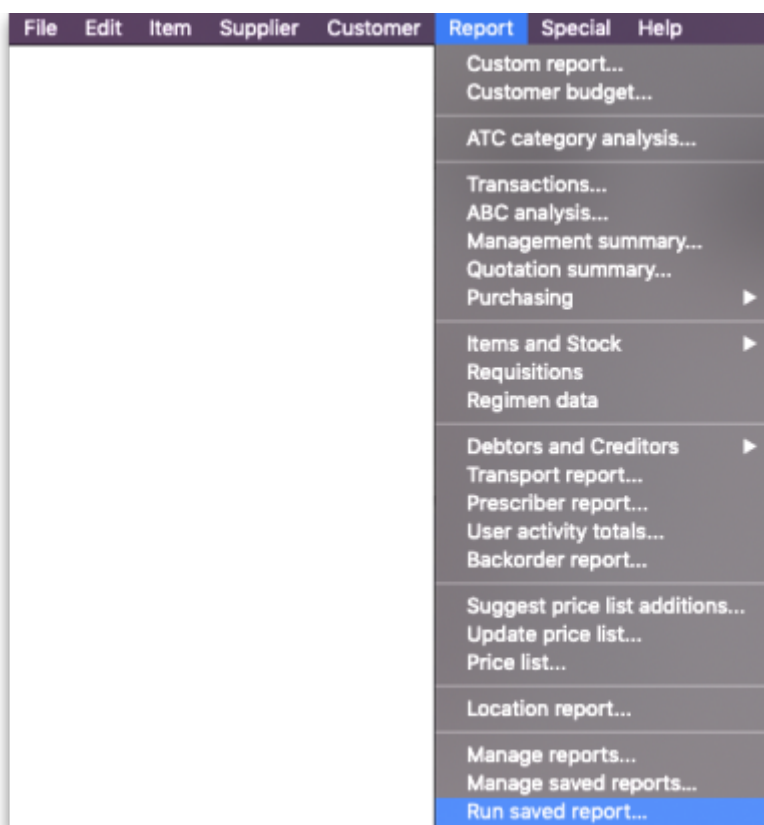 File Edit Item Supplier Customer Report Special Help
Custom report...
Customer budget...
ATC category analysis...
Transactions...
ABC analysis...
Management summary...
Quotation summary...
Purchasing
Items and Stock
Requisitions
Regimen data
Debtors and Creditors
Transport report...
Prescriber report...
User activity totals...
Backorder report...
Suggest price list additions...
Update price list...
Price list...
Location report...
Manage reports...
Manage saved reports...
Run saved report...